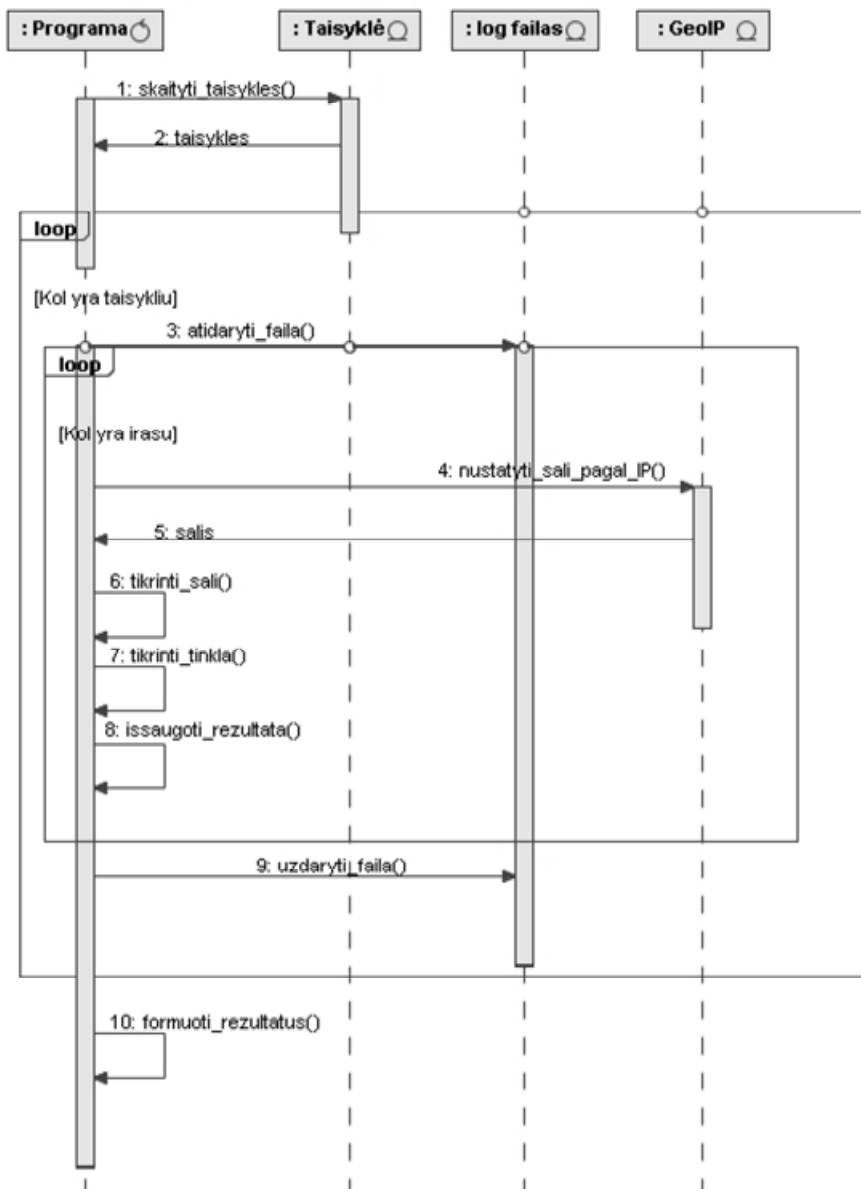 : Programa
: Taisyklė
: log failas
: GeoIP
1: skaityti_taisykles()
2: taisykles
loop
[Kol yra taisykliu]
3: atidaryti_faila()
loop
[Kol yra irasu]
4: nustatyti_sali_pagal_IP()
5: salis
6: tikrinti_sali()
7: tikrinti_tinkla()
8: issaugoti_rezultata()
9: uzdaryti_faila()
10: formuoti_rezultatus()